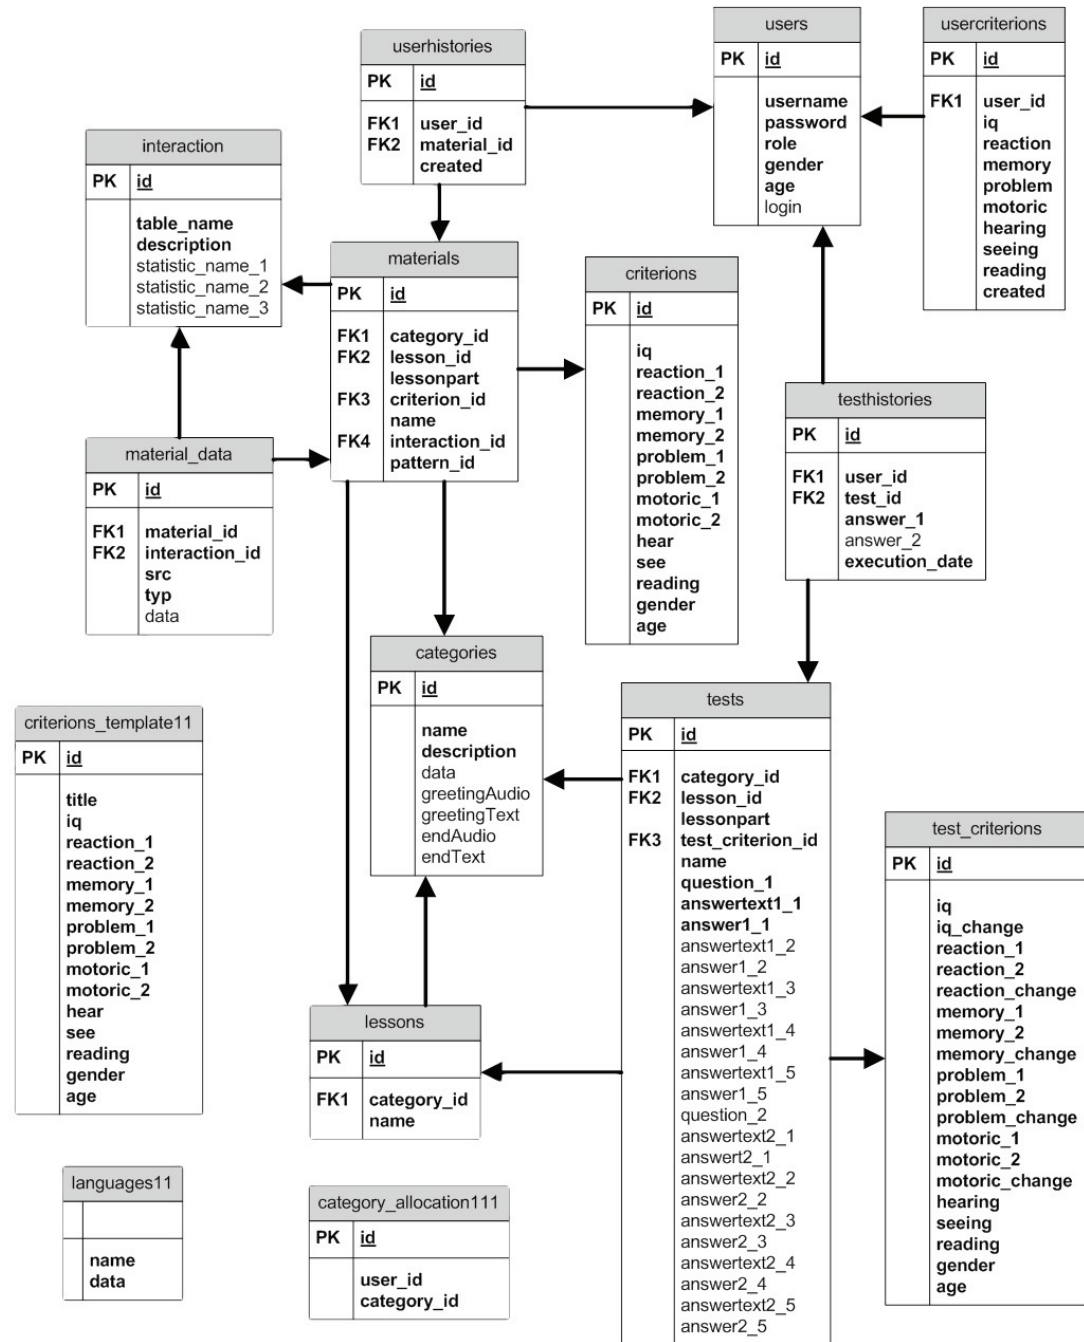 userhistories
PK id
FK1 user_id
FK2 material_id
created
users
PK id
username
password
role
gender
age
login
usercriterions
PK id
FK1 user_id
iq
reaction
memory
problem
motoric
hearing
seeing
reading
created
interaction
PK id
table_name
description
statistic_name_1
statistic_name_2
statistic_name_3
materials
PK id
FK1 category_id
FK2 lesson_id
lessonpart
FK3 criterion_id
name
FK4 interaction_id
pattern_id
criterions
PK id
iq
reaction_1
reaction_2
memory_1
memory_2
problem_1
problem_2
motoric_1
motoric_2
hear
see
reading
gender
age
testhistories
PK id
FK1 user_id
FK2 test_id
answer_1
answer_2
execution_date
material_data
PK id
FK1 material_id
FK2 interaction_id
src
typ
data
categories
PK id
name
description
data
greetingAudio
greetingText
endAudio
endText
tests
PK id
FK1 category_id
FK2 lesson_id
lessonpart
FK3 test_criterion_id
name
question_1
answertext1_1
answer1_1
answertext1_2
answer1_2
answertext1_3
answer1_3
answertext1_4
answer1_4
answertext1_5
answer1_5
question_2
answertext2_1
answert2_1
answertext2_2
answer2_2
answertext2_3
answer2_3
answertext2_4
answer2_4
answertext2_5
answer2_5
criterions_template11
PK id
title
iq
reaction_1
reaction_2
memory_1
memory_2
problem_1
problem_2
motoric_1
motoric_2
hear
see
reading
gender
age
test_criterions
PK id
iq
iq_change
reaction_1
reaction_2
reaction_change
memory_1
memory_2
memory_change
problem_1
problem_2
problem_change
motoric_1
motoric_2
motoric_change
hearing
seeing
reading
gender
age
lessons
PK id
FK1 category_id
name
languages11
name
data
category_allocation111
PK id
user_id
category_id